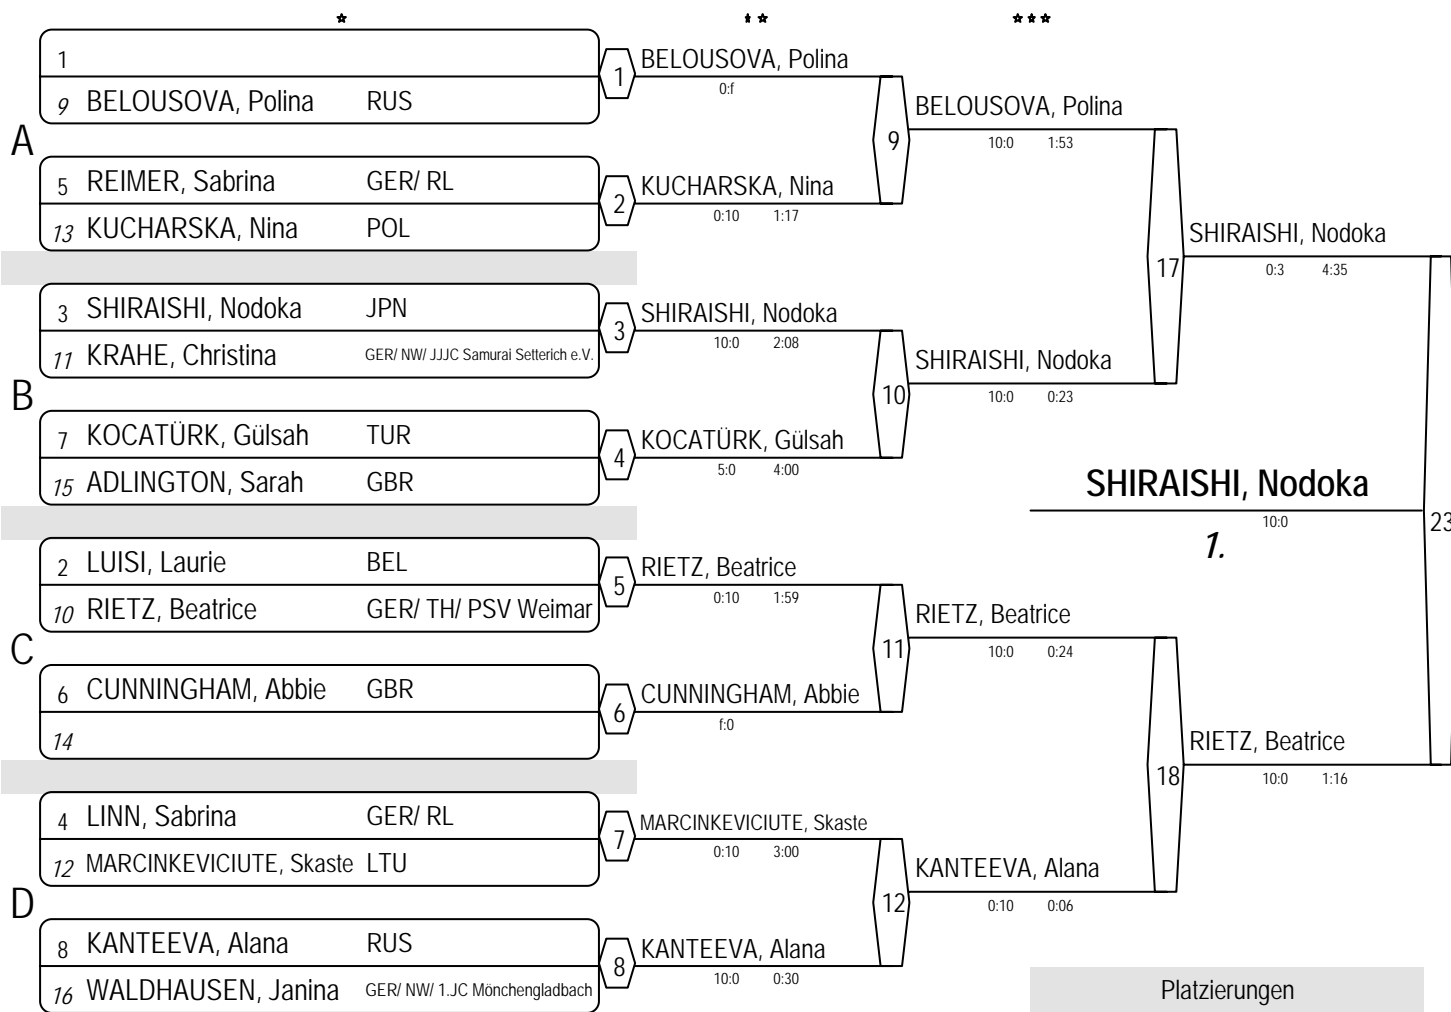 1
9 BELOUSOVA, Polina RUS
A
5 REIMER, Sabrina GER/ RL
13 KUCHARSKA, Nina POL
3 SHIRAISHI, Nodoka JPN
11 KRAHE, Christina GER/ NW/ JJJC Samurai Setterich e.V.
B
7 KOCATÜRK, Gülsah TUR
15 ADLINGTON, Sarah GBR
2 LUISI, Laurie BEL
10 RIETZ, Beatrice GER/ TH/ PSV Weimar
C
6 CUNNINGHAM, Abbie GBR
14
4 LINN, Sabrina GER/ RL
12 MARCINKEVICIUTE, Skaste LTU
D
8 KANTEEVA, Alana RUS
16 WALDHAUSEN, Janina GER/ NW/ 1.JC Mönchengladbach
1 BELOUSOVA, Polina
0:f
2 KUCHARSKA, Nina
0:10 1:17
3 SHIRAISHI, Nodoka
10:0 2:08
4 KOCATÜRK, Gülsah
5:0 4:00
5 RIETZ, Beatrice
0:10 1:59
6 CUNNINGHAM, Abbie
f:0
7 MARCINKEVICIUTE, Skaste
0:10 3:00
8 KANTEEVA, Alana
10:0 0:30
9 BELOUSOVA, Polina
10:0 1:53
10 SHIRAISHI, Nodoka
10:0 0:23
11 RIETZ, Beatrice
10:0 0:24
12 KANTEEVA, Alana
0:10 0:06
17 SHIRAISHI, Nodoka
0:3 4:35
18 RIETZ, Beatrice
10:0 1:16
SHIRAISHI, Nodoka
10:0
1.
23
Platzierungen